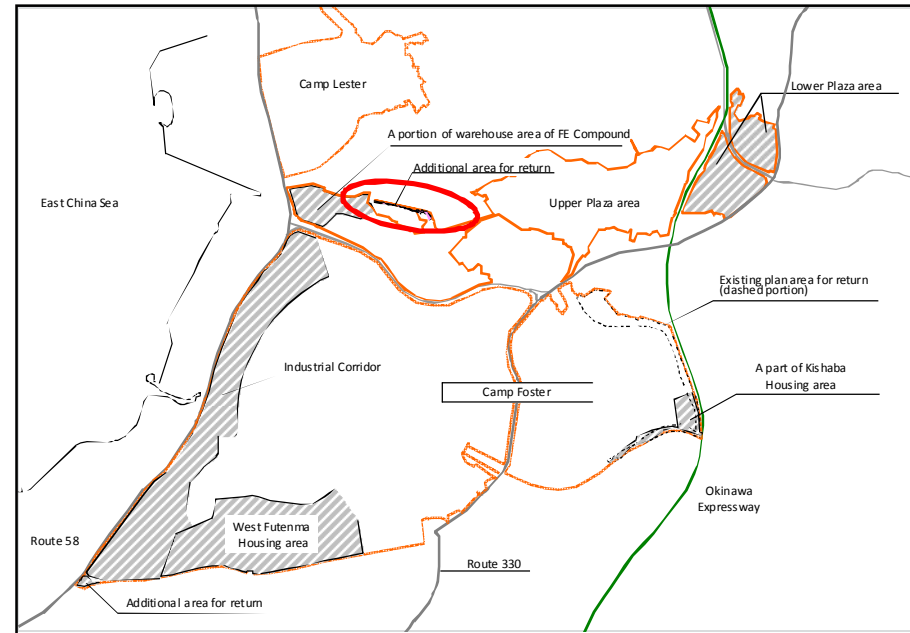 Camp Lester
Lower Plaza area
A portion of warehouse area of FE Compound
Additional area for return
East China Sea
Upper Plaza area
Existing plan area for return
(dashed portion)
Industrial Corridor
A part of Kishaba
Housing area
Camp Foster
Okinawa
Expressway
West Futenma
Housing area
Route 58
Route 330
Additional area for return